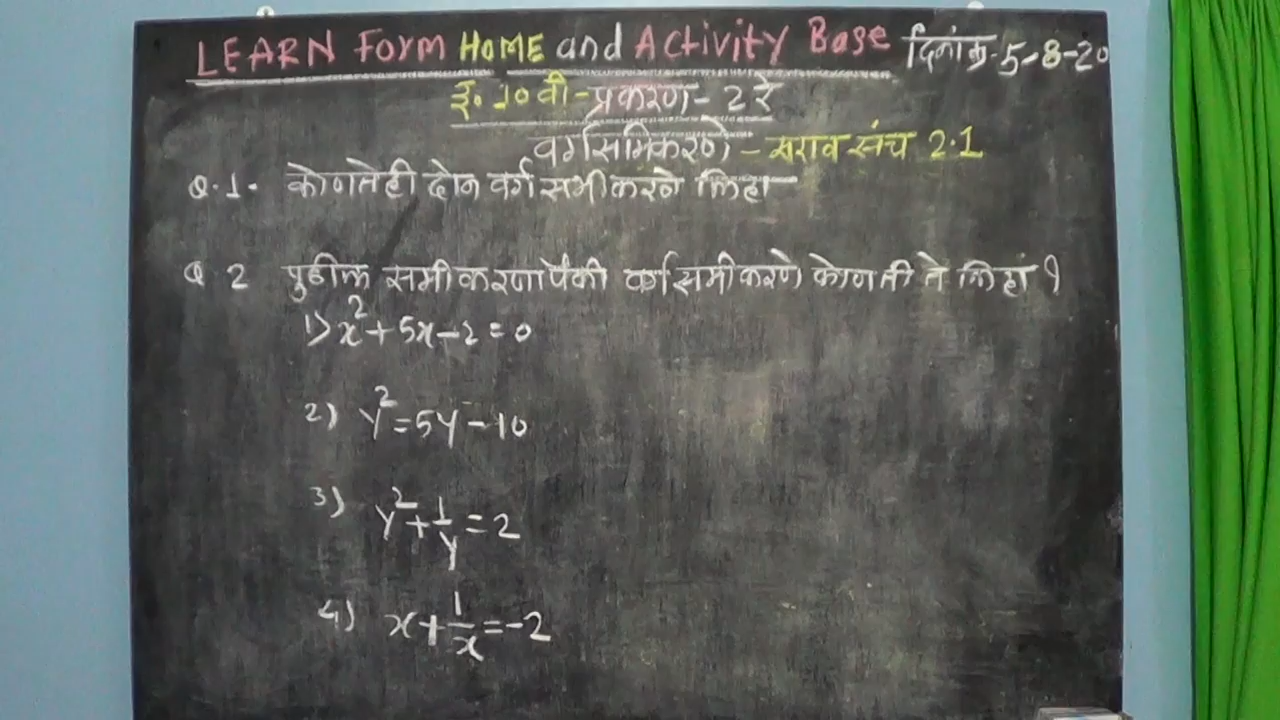 LEARN Form HOME and Activity Base दिनांक-5-8-20
इ. 10 वी-प्रकरण-2 रे
वर्गसमिकरणे - सराव संच 2.1
Q.1. कोणतेही दोन वर्ग समीकरणे लिहा
Q 2 पुढील समीकरणांपैकी वर्गसमीकरणे कोणती ते लिहा ?
1) x²+5x-2=0
2) y²=5y-10
3) y²+1/y=2
4) x+1/x=-2